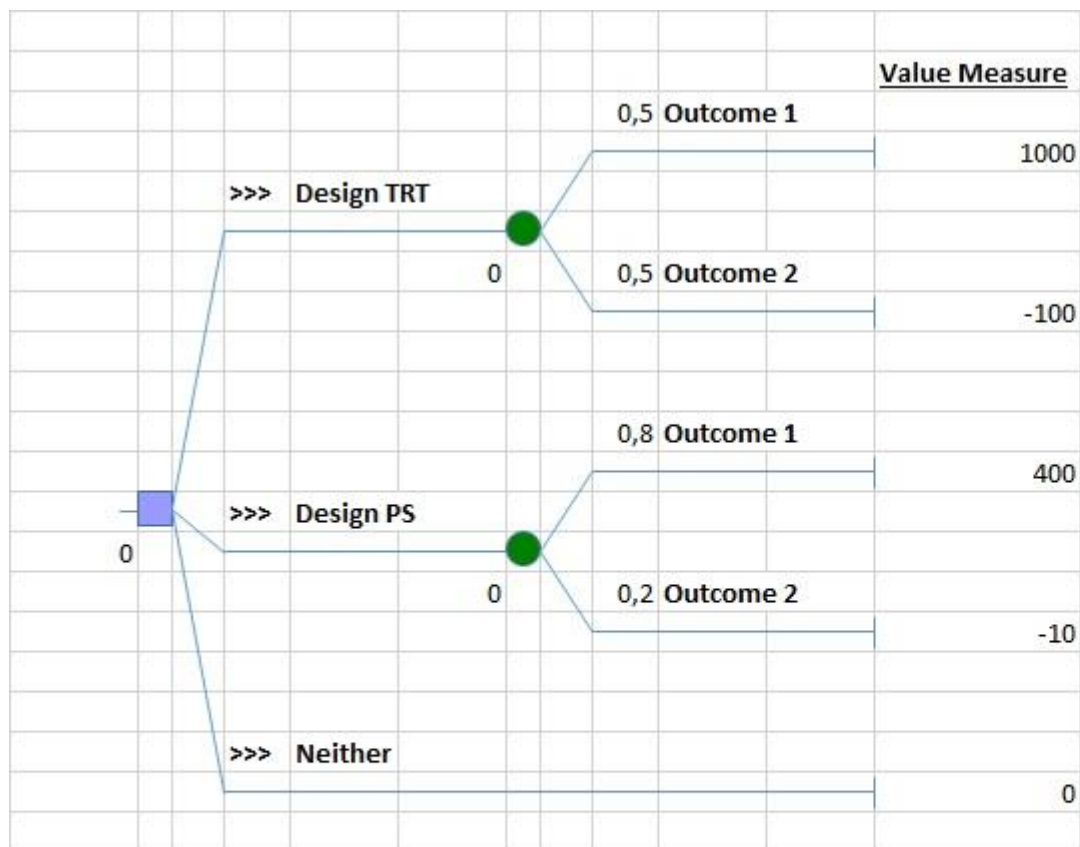 Value Measure
0,5 Outcome 1
1000
>>> Design TRT
0
0,5 Outcome 2
-100
0,8 Outcome 1
400
>>> Design PS
0
0
0,2 Outcome 2
-10
>>> Neither
0